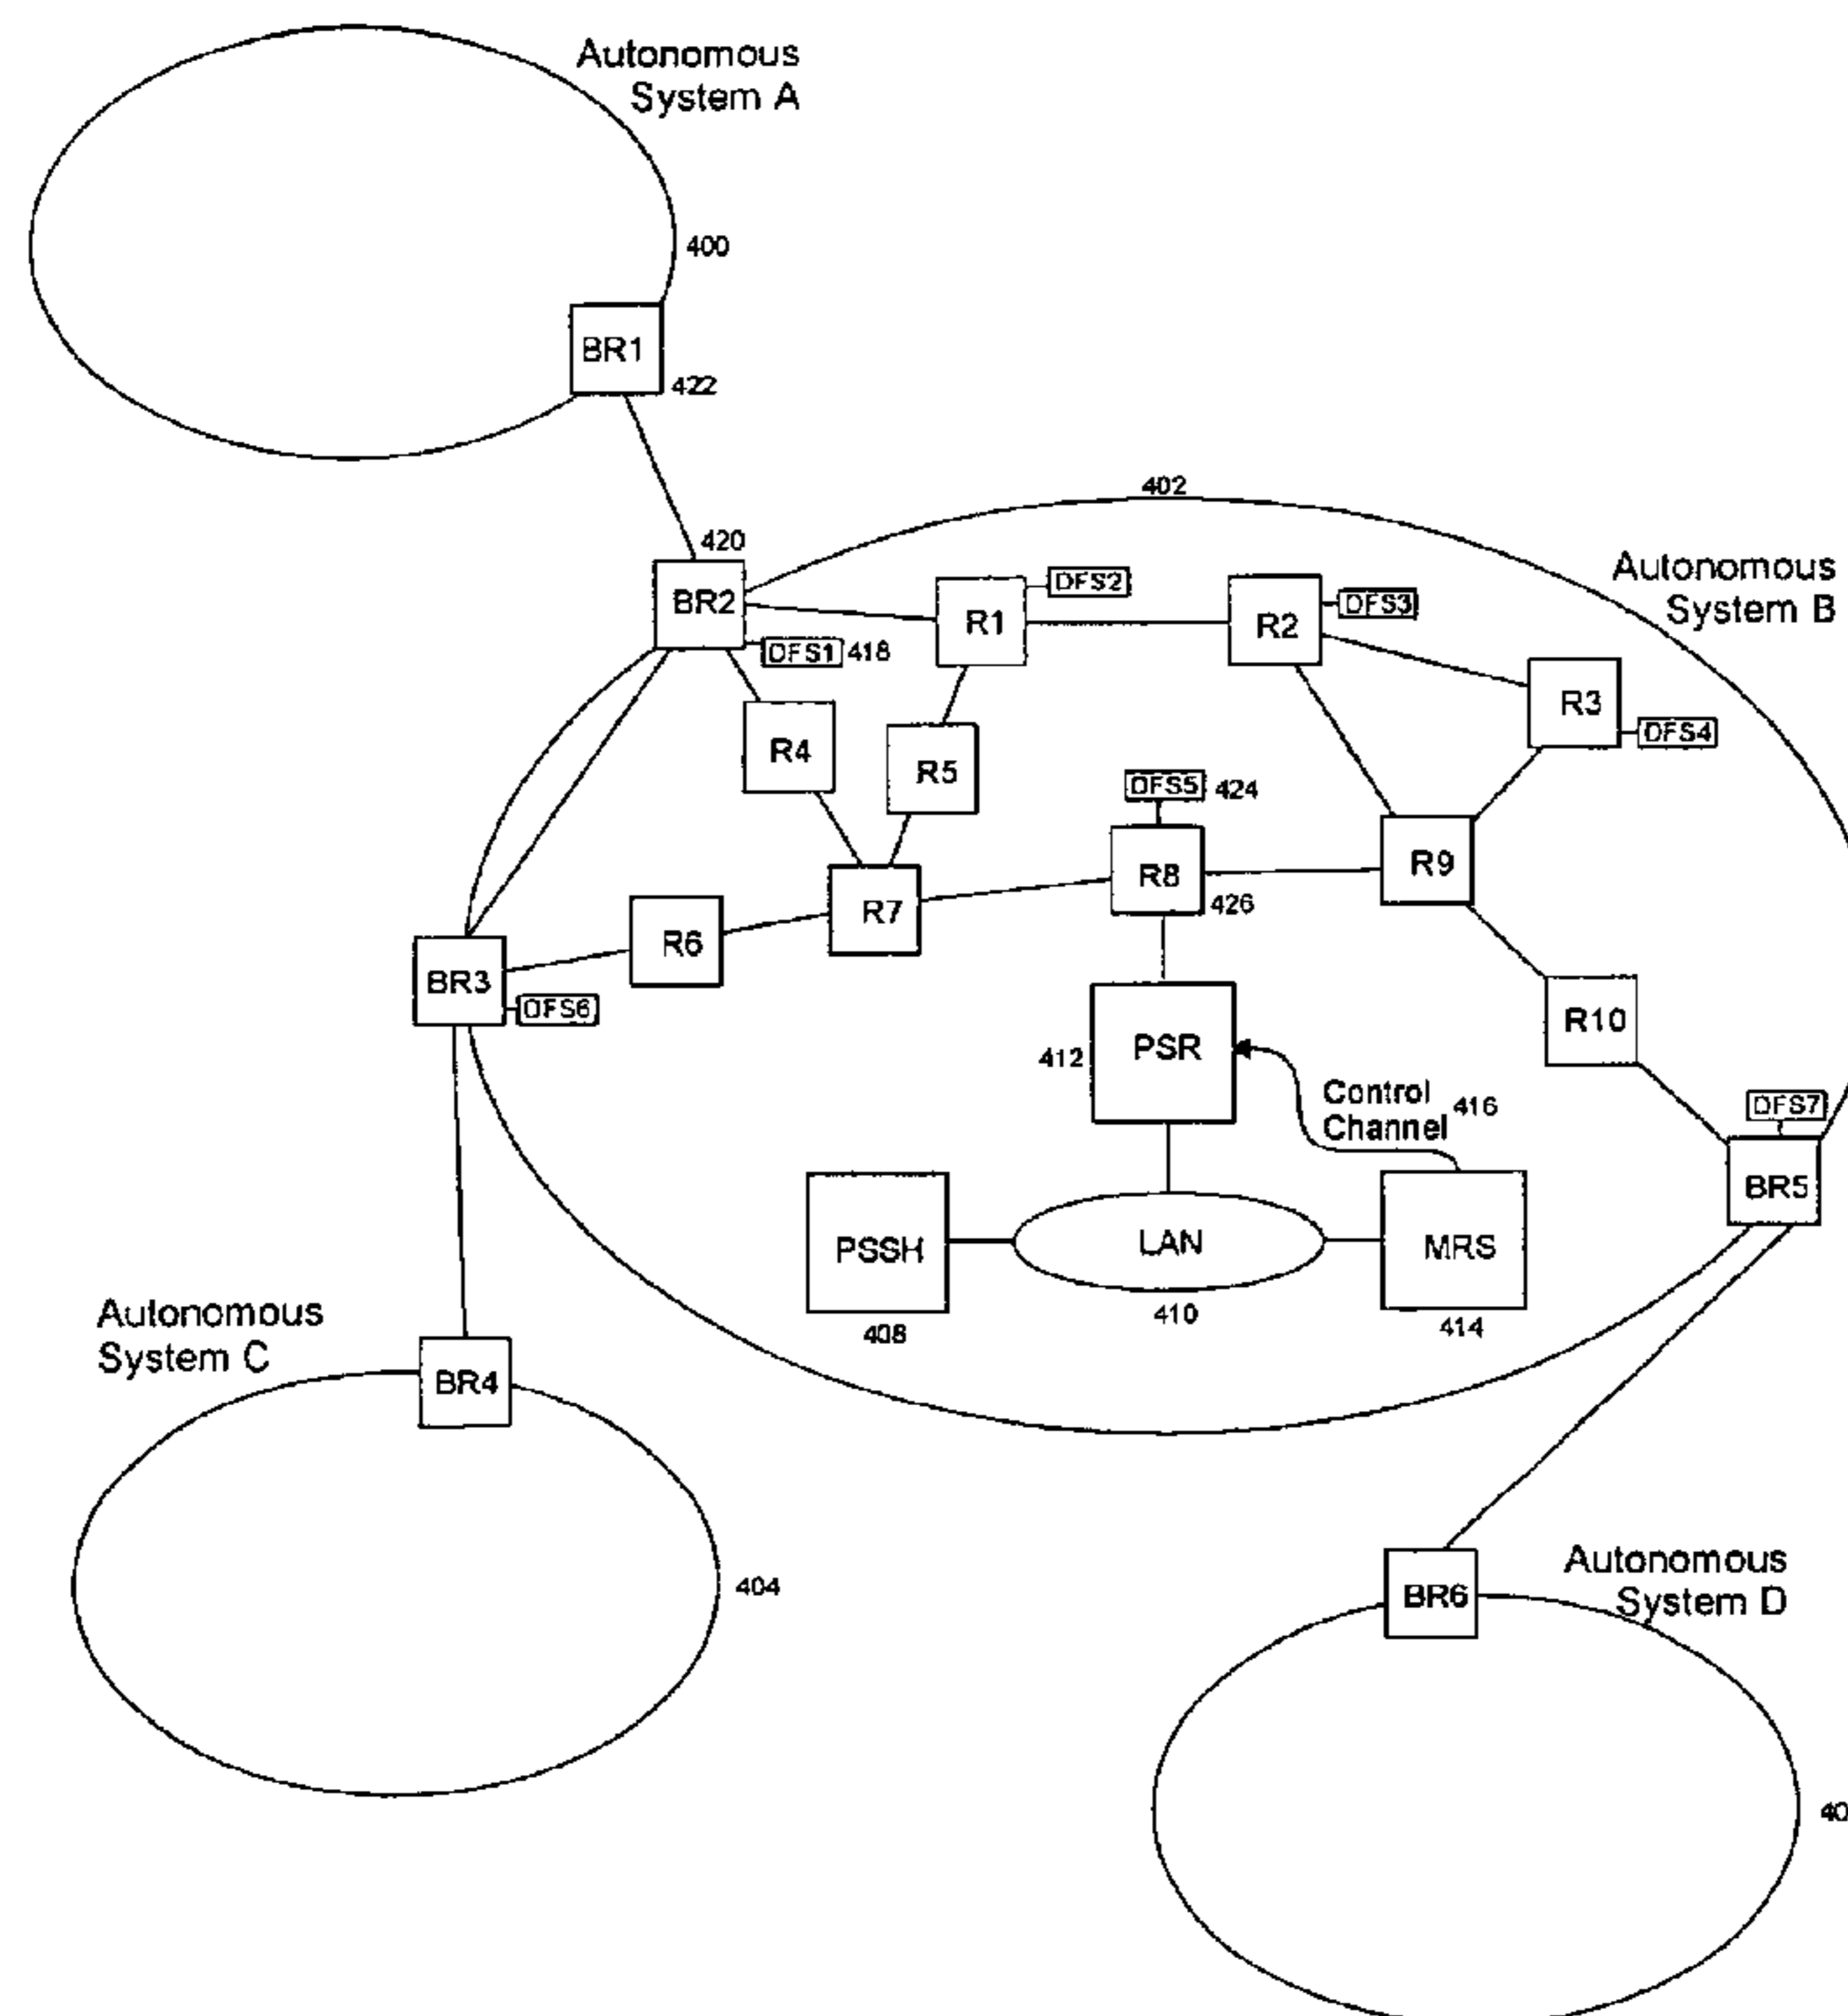 Autonomous
System A
400
BR1
422
402
420
Autonomous
System B
BR2
R1
DFS2
R2
DFS3
DFS1 418
R3
DFS4
R4
R5
DFS5 424
R8
426
R9
R7
R6
BR3
DFS6
R10
PSR
412
Control
Channel
416
DFS7
BR5
PSSH
408
LAN
410
MRS
414
Autonomous
System C
BR4
404
Autonomous
System D
BR6